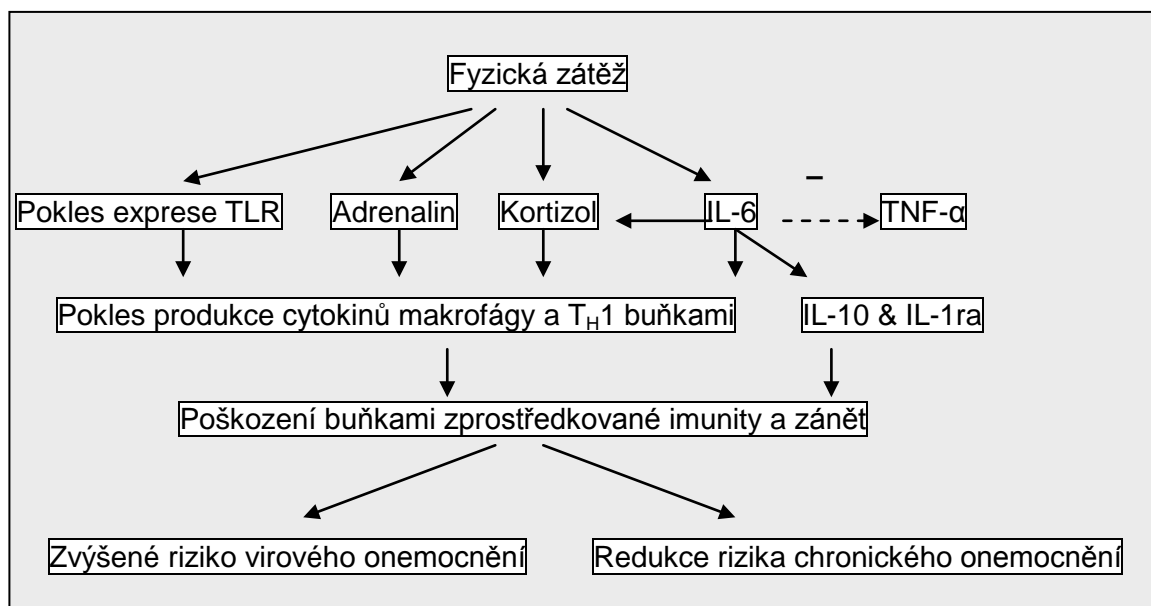 Fyzická zátěž
–
Pokles exprese TLR
Adrenalin
Kortizol
IL-6
TNF-α
Pokles produkce cytokinů makrofágy a TH1 buňkami
IL-10 & IL-1ra
Poškození buňkami zprostředkované imunity a zánět
Zvýšené riziko virového onemocnění
Redukce rizika chronického onemocnění